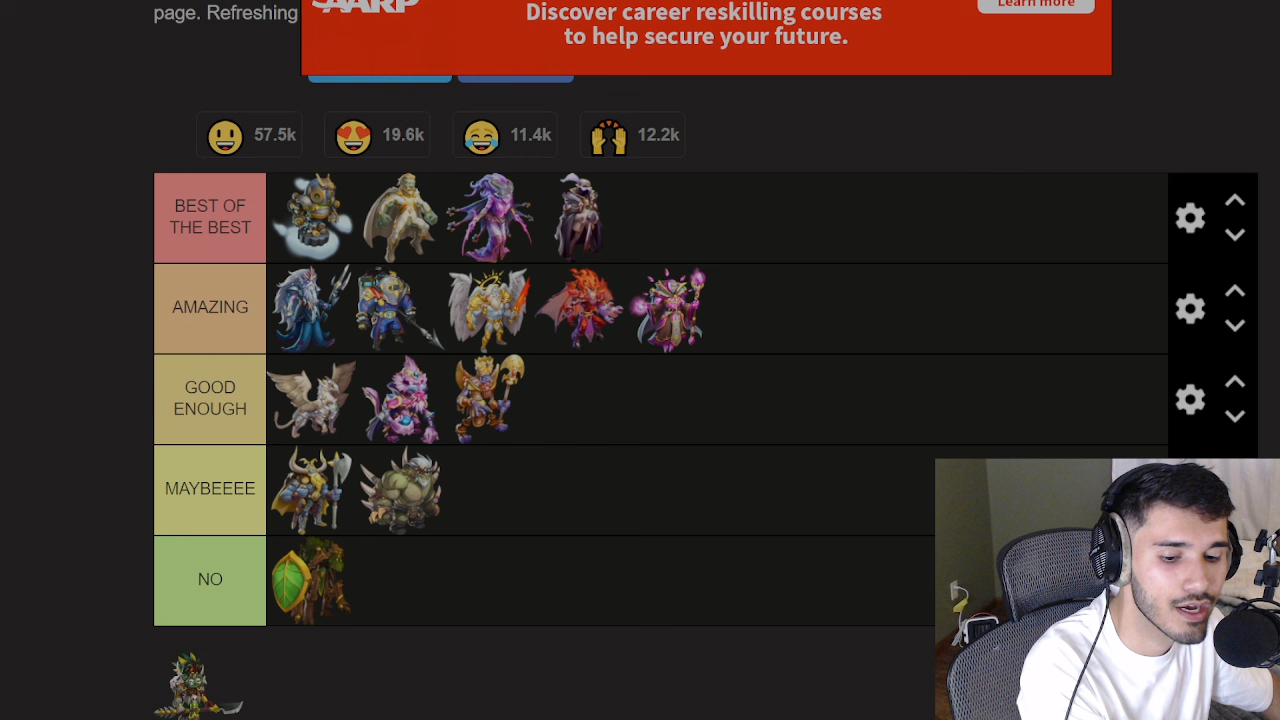 page. Refreshing
AARP
Learn more
Discover career reskilling courses
to help secure your future.
57.5k
19.6k
11.4k
12.2k
BEST OF
THE BEST
AMAZING
GOOD
ENOUGH
MAYBEEEE
NO